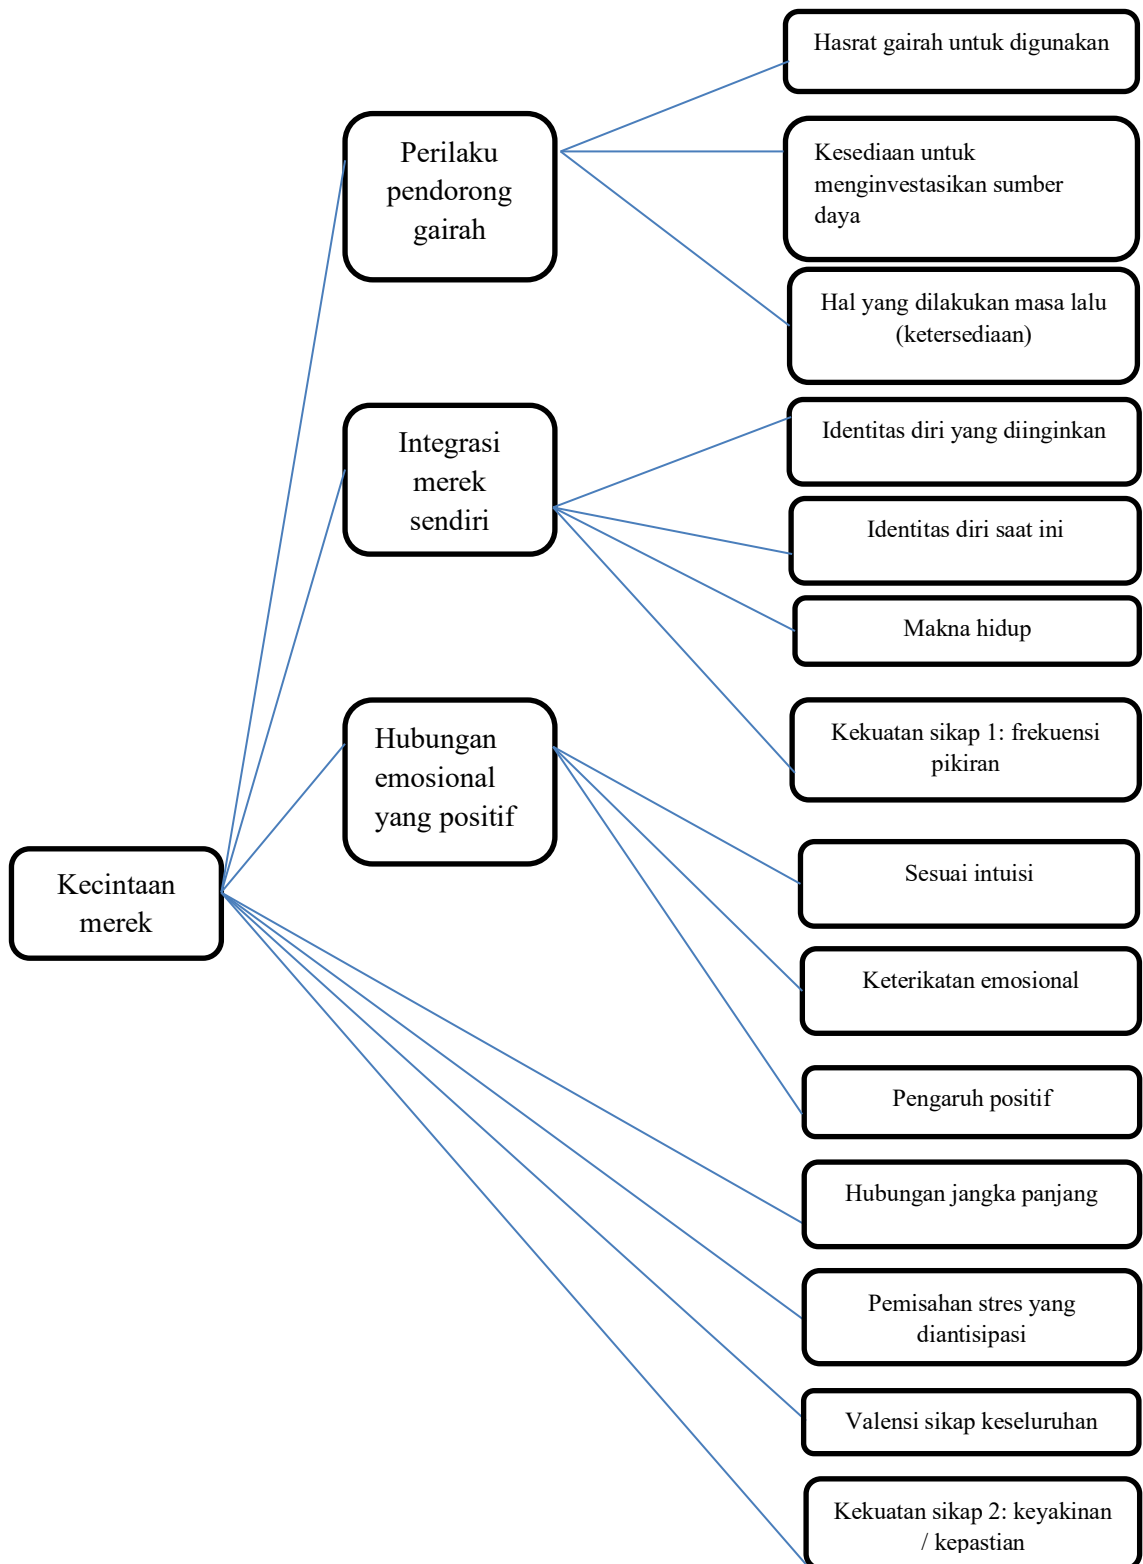 Hasrat gairah untuk digunakan
Perilaku
pendorong
gairah
Kesediaan untuk
menginvestasikan sumber
daya
Hal yang dilakukan masa lalu
(ketersediaan)
Integrasi
merek
sendiri
Identitas diri yang diinginkan
Identitas diri saat ini
Makna hidup
Kekuatan sikap 1: frekuensi
pikiran
Hubungan
emosional
yang positif
Kecintaan
merek
Sesuai intuisi
Keterikatan emosional
Pengaruh positif
Hubungan jangka panjang
Pemisahan stres yang
diantisipasi
Valensi sikap keseluruhan
Kekuatan sikap 2: keyakinan
/ kepastian